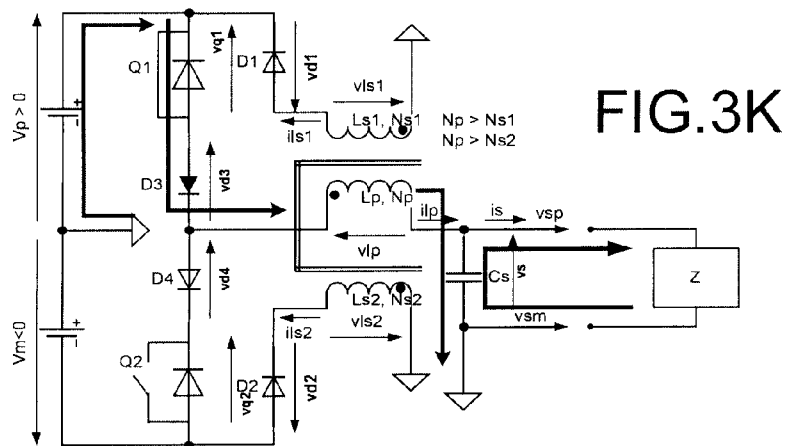 FIG.3K
Vp > 0
Vm<0
Q1
vq1
D1
vd1
vls1
ils1
Ls1, Ns1
Np > Ns1
Np > Ns2
D3
vd3
Lp, Np
ilp
is
vsp
vlp
D4
vd4
Cs
vs
Z
Ls2, Ns2
ils2
vls2
vsm
Q2
vq2
D2
vd2
+
−
+
−